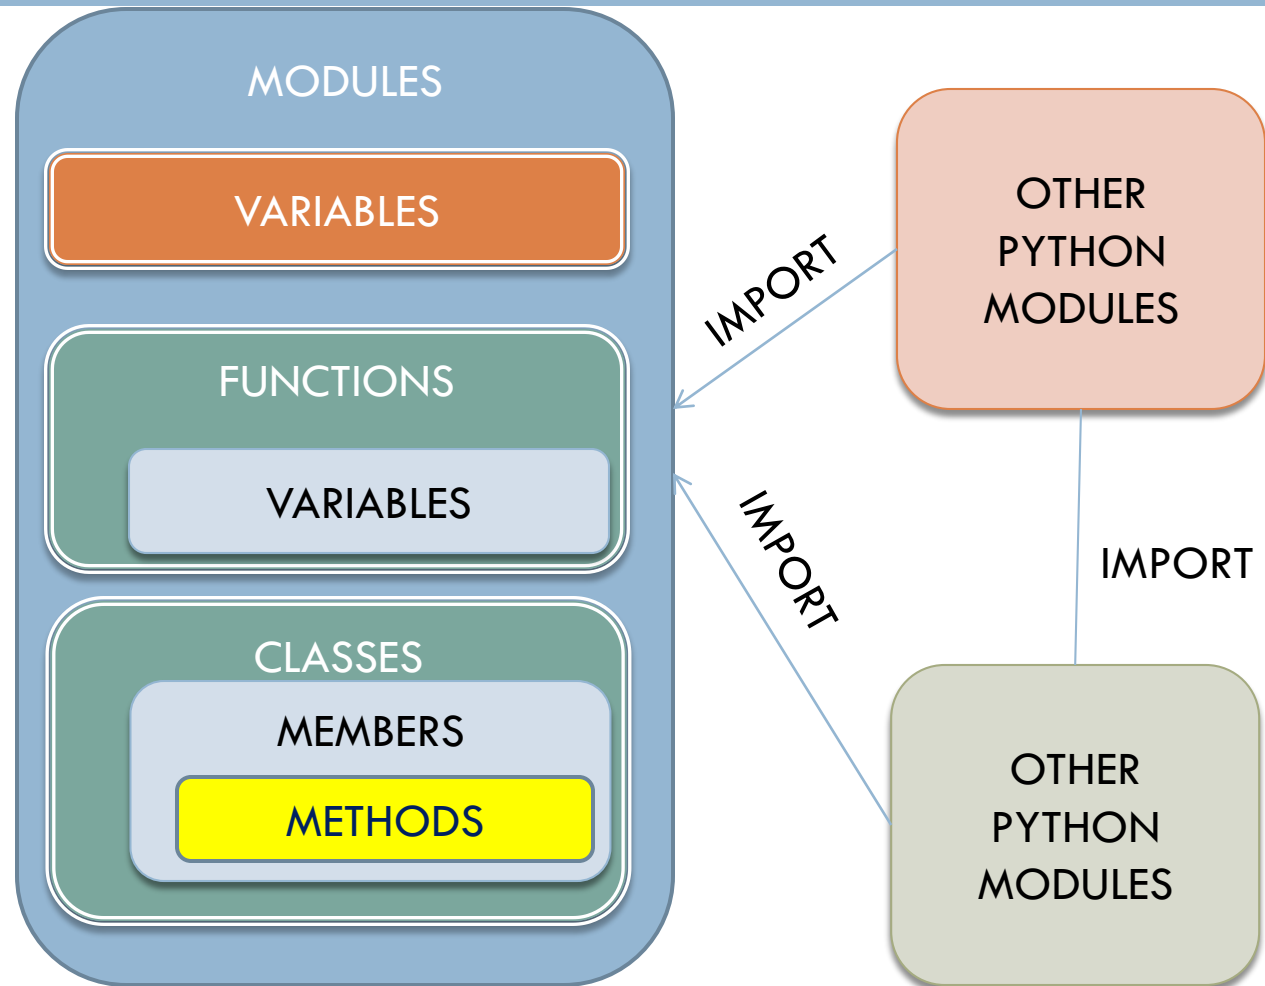 MODULES
VARIABLES
FUNCTIONS
VARIABLES
CLASSES
MEMBERS
METHODS
IMPORT
IMPORT
OTHER
PYTHON
MODULES
IMPORT
OTHER
PYTHON
MODULES